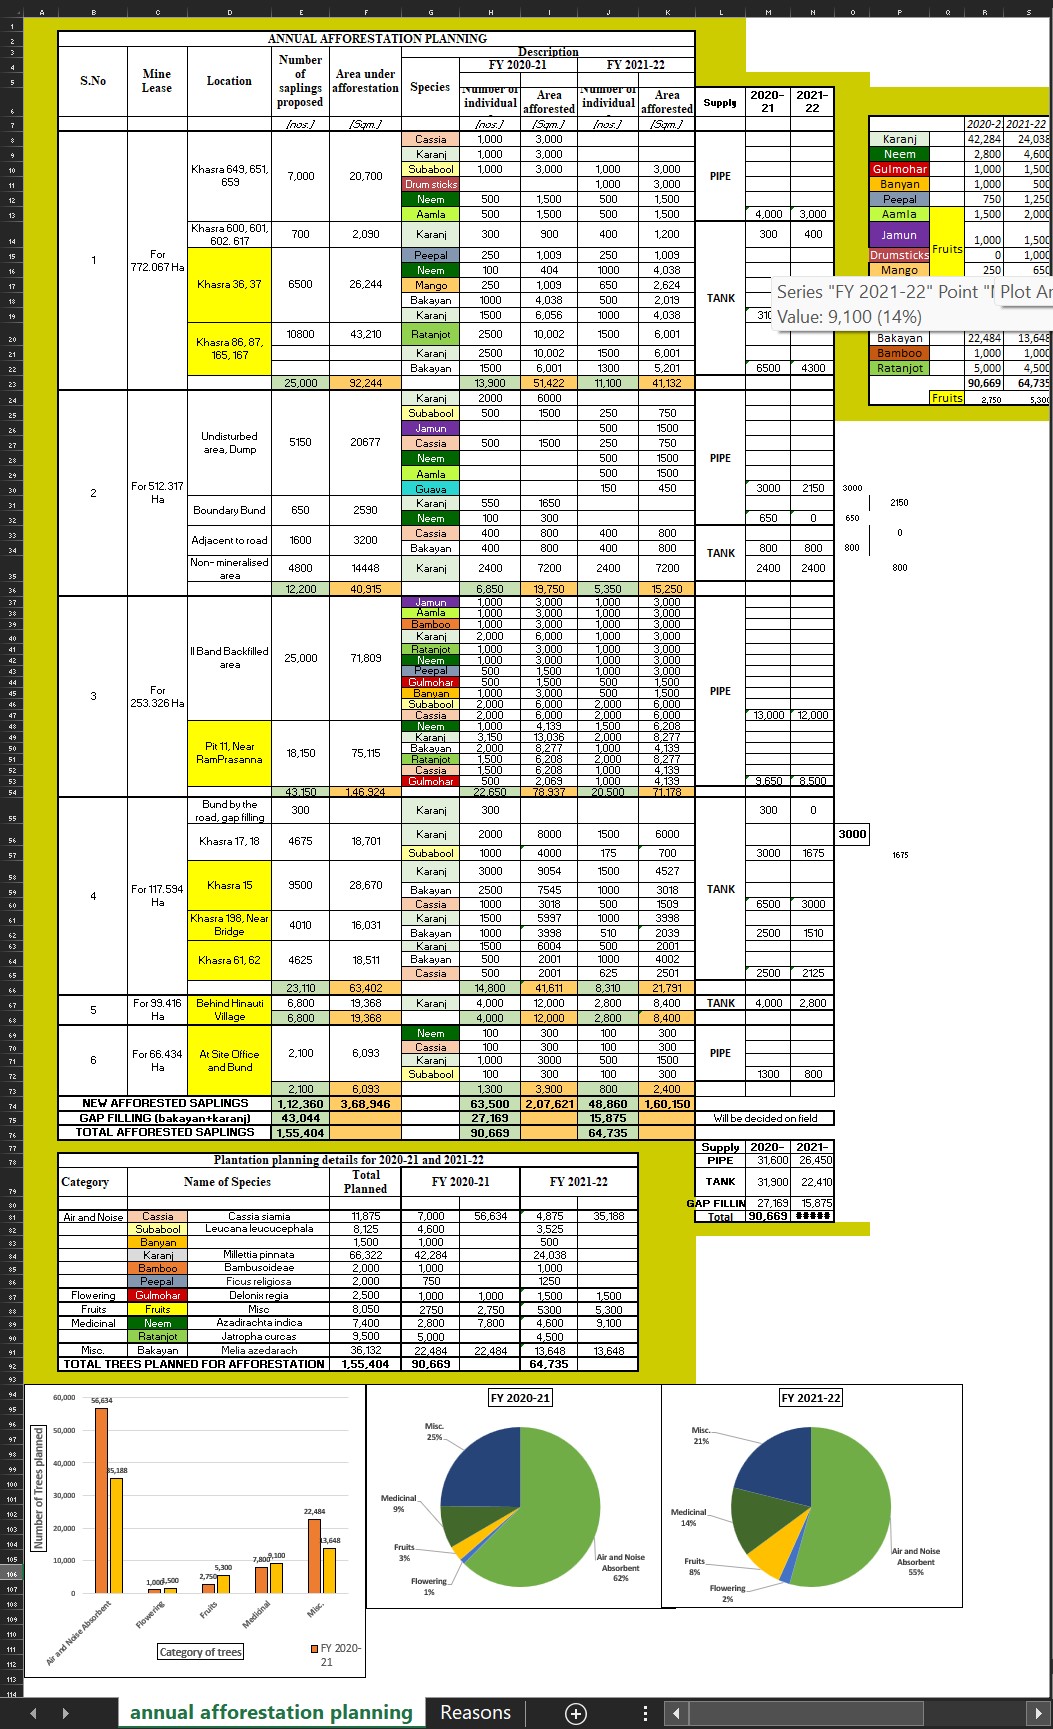 A B C D E F G H I J K L M N O P Q R S
ANNUAL AFFORESTATION PLANNING
S.No Mine Lease Location Number of saplings proposed Area under afforestation Species Description
FY 2020-21 FY 2021-22
Number of individual Area afforested Number of individual Area afforested Supply 2020-21 2021-22
[nos.] [Sqm.] [nos.] [Sqm.] [nos.] [Sqm.]
1 For 772.067 Ha
Khasra 649, 651, 659 7,000 20,700 PIPE
Cassia 1,000 3,000
Karanj 1,000 3,000
Subabool 1,000 3,000 1,000 3,000
Drumsticks 1,000 3,000
Neem 500 1,500 500 1,500
Aamla 500 1,500 500 1,500 4,000 3,000
Khasra 600, 601, 602. 617 700 2,090 Karanj 300 900 400 1,200 300 400
Khasra 36, 37 6500 26,244 TANK
Peepal 250 1,009 250 1,009
Neem 100 404 1000 4,038
Mango 250 1,009 650 2,624
Bakayan 1000 4,038 500 2,019
Karanj 1500 6,056 1000 4,038 310
Khasra 86, 87, 165, 167 10800 43,210
Ratanjot 2500 10,002 1500 6,001
Karanj 2500 10,002 1500 6,001
Bakayan 1500 6,001 1300 5,201 6500 4300
25,000 92,244 13,900 51,422 11,100 41,132
2 For 512.317 Ha
Undisturbed area, Dump 5150 20677 PIPE
Karanj 2000 6000
Subabool 500 1500 250 750
Jamun 500 1500
Cassia 500 1500 250 750
Neem 500 1500
Aamla 500 1500
Guava 150 450 3000 2150 3000
Boundary Bund 650 2590
Karanj 550 1650 2150
Neem 100 300 650 0 650
Adjacent to road 1600 3200 TANK
Cassia 400 800 400 800 0
Bakayan 400 800 400 800 800 800 800
Non-mineralised area 4800 14448 Karanj 2400 7200 2400 7200 2400 2400 800
12,200 40,915 6,850 19,750 5,350 15,250
3 For 253.326 Ha
II Band Backfilled area 25,000 71,809 PIPE
Jamun 1,000 3,000 1,000 3,000
Aamla 1,000 3,000 1,000 3,000
Bamboo 1,000 3,000 1,000 3,000
Karanj 2,000 6,000 1,000 3,000
Ratanjot 1,000 3,000 1,000 3,000
Neem 1,000 3,000 1,000 3,000
Peepal 500 1,500 1,000 3,000
Gulmohar 500 1,500 500 1,500
Banyan 1,000 3,000 500 1,500
Subabool 2,000 6,000 2,000 6,000
Cassia 2,000 6,000 2,000 6,000 13,000 12,000
Pit 11, Near RamPrasanna 18,150 75,115
Neem 1,000 4,139 1,500 6,208
Karanj 3,150 13,036 2,000 8,277
Bakayan 2,000 8,277 1,000 4,139
Ratanjot 1,500 6,208 2,000 8,277
Cassia 1,500 6,208 1,000 4,139
Gulmohar 500 2,069 1,000 4,139 9,650 8,500
43,150 1,46,924 22,650 78,937 20,500 71,178
4 For 117.594 Ha
Bund by the road, gap filling 300 Karanj 300 300 0
Khasra 17, 18 4675 18,701 TANK
Karanj 2000 8000 1500 6000 3000
Subabool 1000 4000 175 700 3000 1675 1675
Khasra 15 9500 28,670
Karanj 3000 9054 1500 4527
Bakayan 2500 7545 1000 3018
Cassia 1000 3018 500 1509 6500 3000
Khasra 198, Near Bridge 4010 16,031
Karanj 1500 5997 1000 3998
Bakayan 1000 3998 510 2039 2500 1510
Khasra 61, 62 4625 18,511
Karanj 1500 6004 500 2001
Bakayan 500 2001 1000 4002
Cassia 500 2001 625 2501 2500 2125
23,110 63,402 14,800 41,611 8,310 21,791
5 For 99.416 Ha Behind Hinauti Village
6,800 19,368 Karanj 4,000 12,000 2,800 8,400 TANK 4,000 2,800
6,800 19,368 4,000 12,000 2,800 8,400
6 For 66.434 Ha At Site Office and Bund 2,100 6,093 PIPE
Neem 100 300 100 300
Cassia 100 300 100 300
Karanj 1,000 3000 500 1500
Subabool 100 300 100 300 1300 800
2,100 6,093 1,300 3,900 800 2,400
NEW AFFORESTED SAPLINGS 1,12,360 3,68,946 63,500 2,07,621 48,860 1,60,150
GAP FILLING (bakayan+karanj) 43,044 27,169 15,875 Will be decided on field
TOTAL AFFORESTED SAPLINGS 1,55,404 90,669 64,735
2020-2 2021-22
Karanj 42,284 24,038
Neem 2,800 4,600
Gulmohar 1,000 1,500
Banyan 1,000 500
Peepal 750 1,250
Aamla 1,500 2,000
Jamun 1,000 1,500
Fruits
Drumsticks 0 1,000
Mango 250 650
Series "FY 2021-22" Point "I Plot Ar
Value: 9,100 (14%)
Bakayan 22,484 13,648
Bamboo 1,000 1,000
Ratanjot 5,000 4,500
90,669 64,735
Fruits 2,750 5,300
Supply 2020- 2021-
PIPE 31,600 26,450
TANK 31,900 22,410
GAP FILLIN 27,169 15,875
Total 90,669 #####
Plantation planning details for 2020-21 and 2021-22
Category Name of Species Total Planned FY 2020-21 FY 2021-22
Air and Noise Cassia Cassia siamia 11,875 7,000 56,634 4,875 35,188
Subabool Leucana leucucephala 8,125 4,600 3,525
Banyan 1,500 1,000 500
Karanj Millettia pinnata 66,322 42,284 24,038
Bamboo Bambusoideae 2,000 1,000 1,000
Peepal Ficus religiosa 2,000 750 1250
Flowering Gulmohar Delonix regia 2,500 1,000 1,000 1,500 1,500
Fruits Fruits Misc 8,050 2750 2,750 5300 5,300
Medicinal Neem Azadirachta indica 7,400 2,800 7,800 4,600 9,100
Ratanjot Jatropha curcas 9,500 5,000 4,500
Misc. Bakayan Melia azedarach 36,132 22,484 22,484 13,648 13,648
TOTAL TREES PLANNED FOR AFFORESTATION 1,55,404 90,669 64,735
Number of Trees planned
60,000
50,000
40,000
30,000
20,000
10,000
0
56,634
35,188
1,000 1,500
2,750 5,300
7,800 9,100
22,484
13,648
Air and Noise Absorbent
Flowering
Fruits
Medicinal
Misc.
Category of trees
FY 2020-21
FY 2020-21
Misc. 25%
Medicinal 9%
Fruits 3%
Flowering 1%
Air and Noise Absorbent 62%
FY 2021-22
Misc. 21%
Medicinal 14%
Fruits 8%
Flowering 2%
Air and Noise Absorbent 55%
annual afforestation planning Reasons